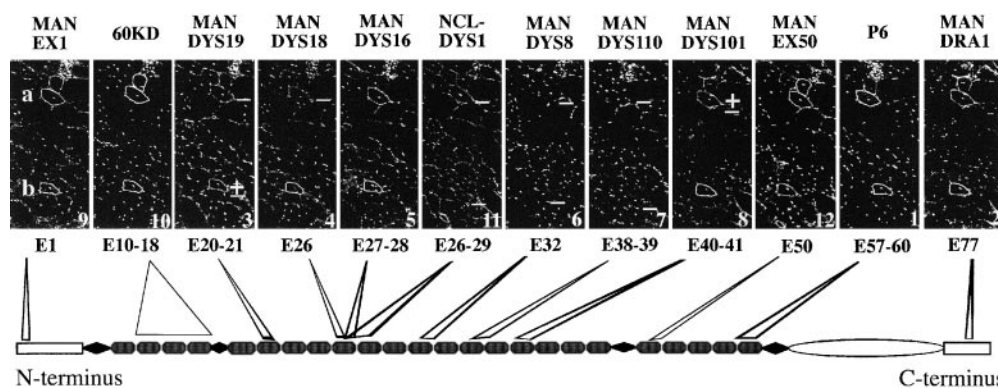 MAN EX1 60KD MAN DYS19 MAN DYS18 MAN DYS16 NCL-DYS1 MAN DYS8 MAN DYS110 MAN DYS101 MAN EX50 P6 MAN DRA1
a − − − − − ±
b ± − − −
9 10 3 4 5 11 6 7 8 12 1 2
E1 E10-18 E20-21 E26 E27-28 E26-29 E32 E38-39 E40-41 E50 E57-60 E77
N-terminus C-terminus